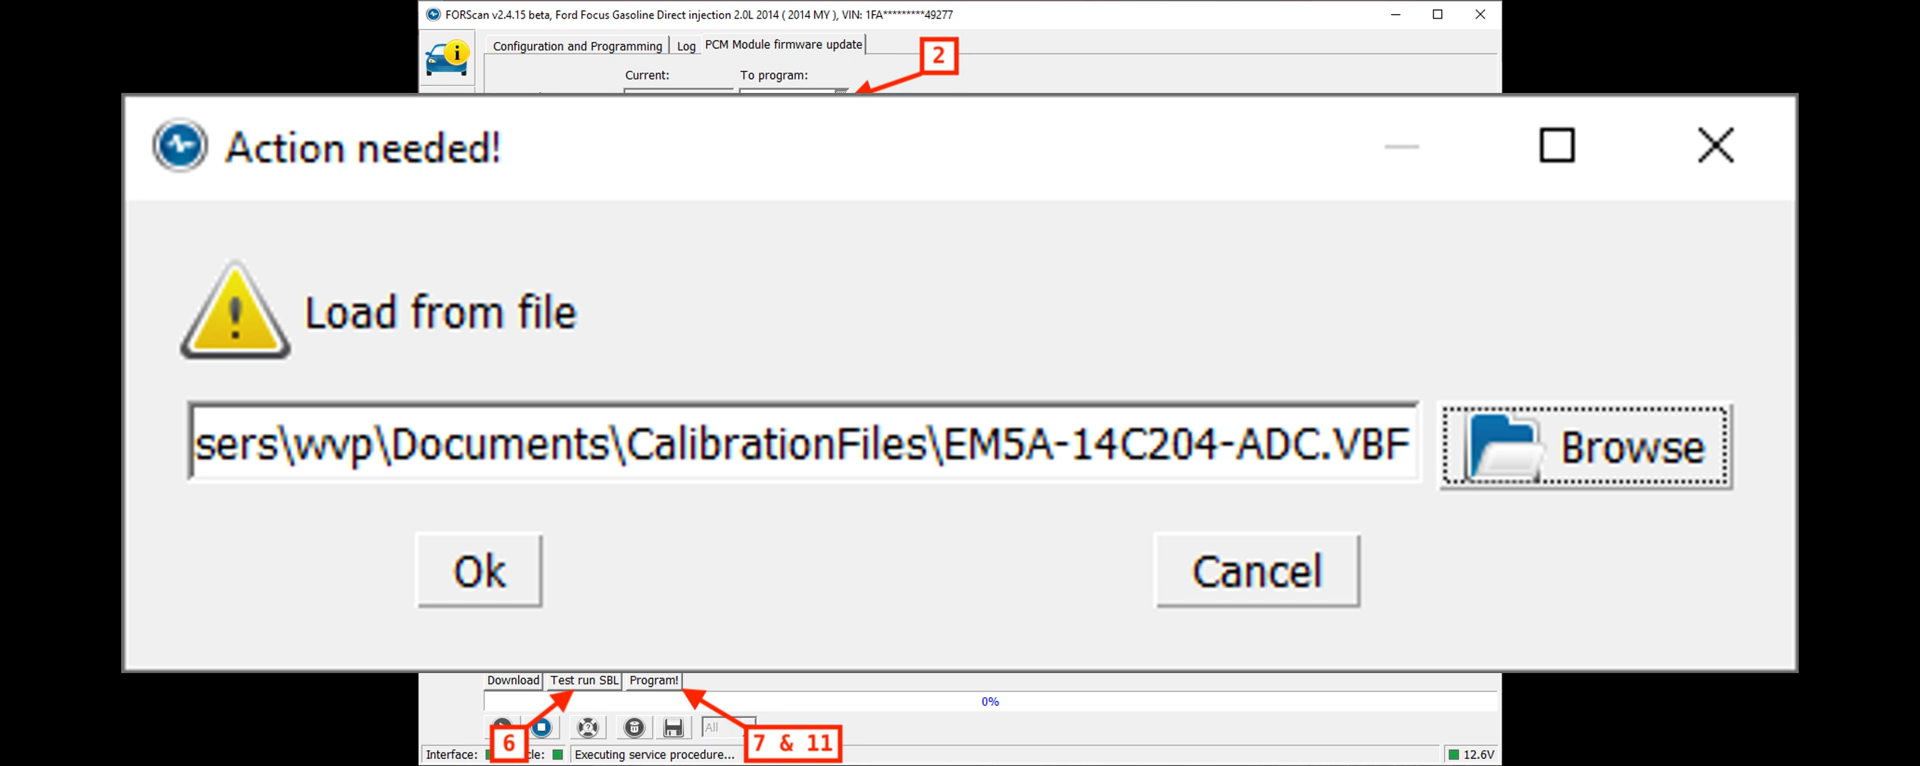 FORScan v2.4.15 beta, Ford Focus Gasoline Direct injection 2.0L 2014 ( 2014 MY ), VIN: 1FA*********49277
Configuration and Programming Log PCM Module firmware update
2
Current: To program:
Action needed!
Load from file
sers\wvp\Documents\CalibrationFiles\EM5A-14C204-ADC.VBF Browse
Ok Cancel
Download Test run SBL Program!
0%
All
6 7 & 11
Interface: cle: Executing service procedure... 12.6V